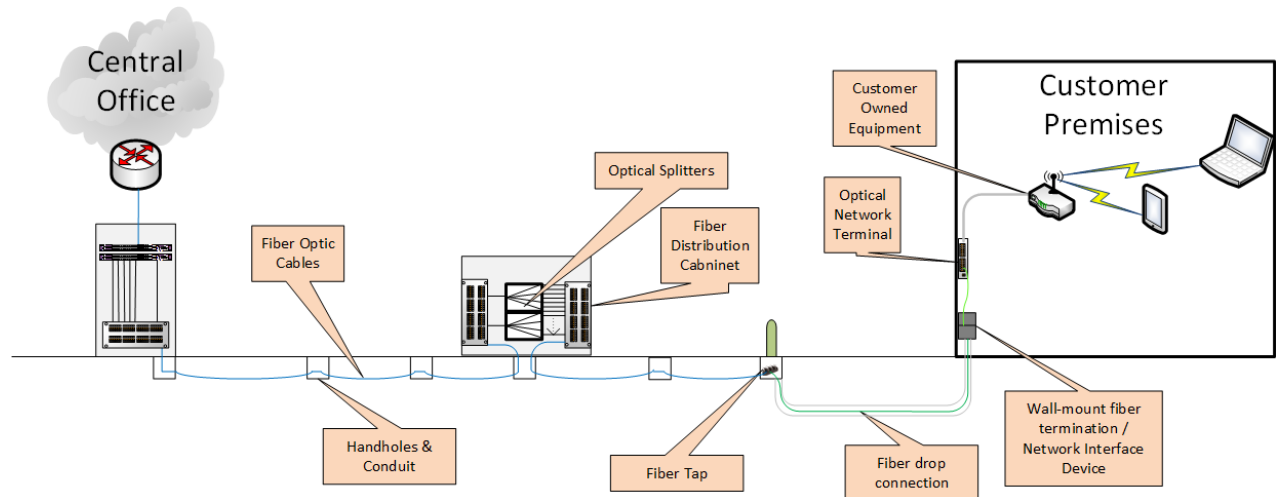 Central
Office
Customer
Owned
Equipment
Customer
Premises
Optical Splitters
Optical
Network
Terminal
Fiber Optic
Cables
Fiber
Distribution
Cabninet
Handholes &
Conduit
Fiber Tap
Fiber drop
connection
Wall-mount fiber
termination /
Network Interface
Device